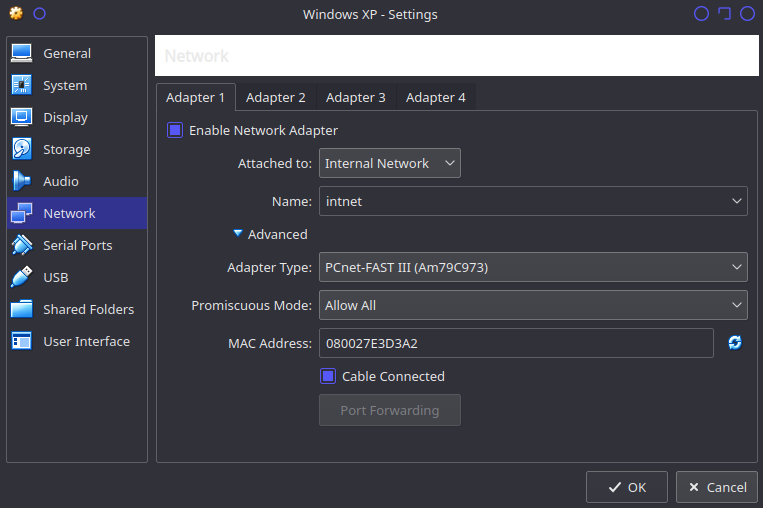 Windows XP - Settings
General
System
Display
Storage
Audio
Network
Serial Ports
USB
Shared Folders
User Interface
Network
Adapter 1 Adapter 2 Adapter 3 Adapter 4
Enable Network Adapter
Attached to: Internal Network
Name: intnet
Advanced
Adapter Type: PCnet-FAST III (Am79C973)
Promiscuous Mode: Allow All
MAC Address: 080027E3D3A2
Cable Connected
Port Forwarding
OK Cancel